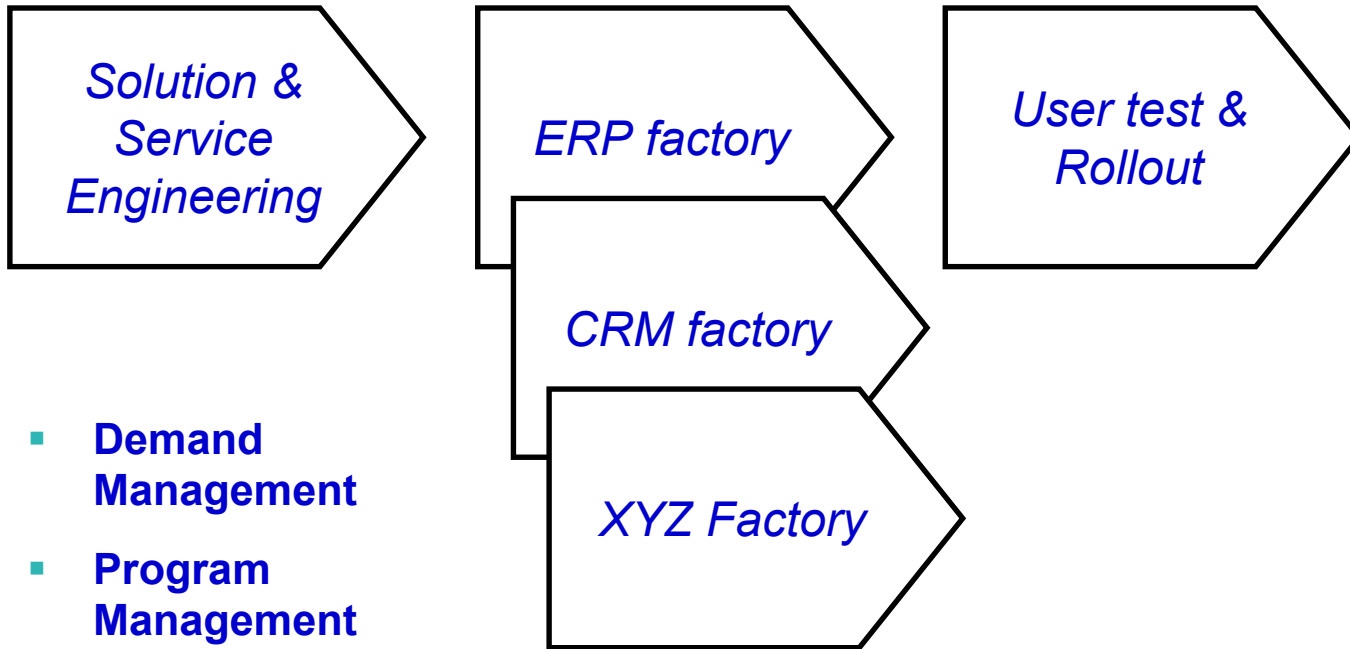 Solution &
Service
Engineering
ERP factory
User test &
Rollout
CRM factory
XYZ Factory
Demand
Management
Program
Management